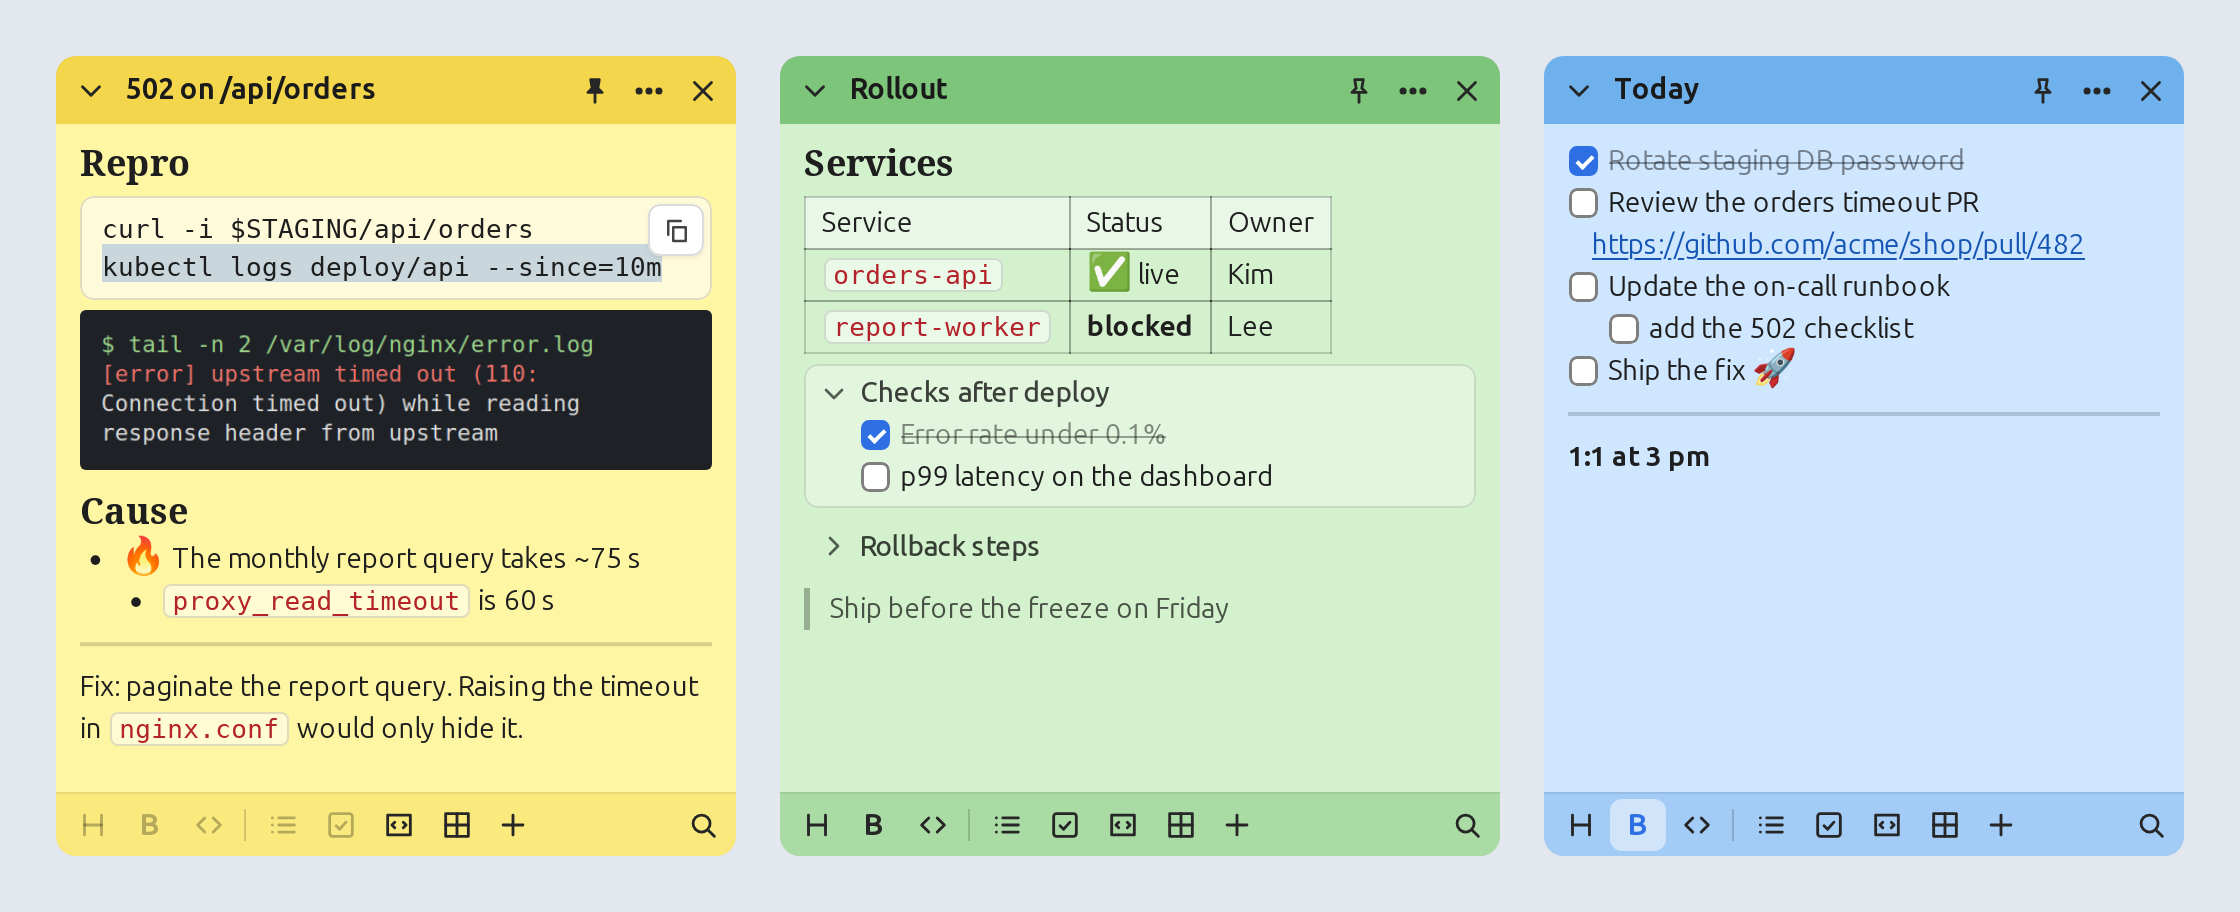 502 on /api/orders
Repro
curl -i $STAGING/api/orders
kubectl logs deploy/api --since=10m
$ tail -n 2 /var/log/nginx/error.log
[error] upstream timed out (110:
Connection timed out) while reading
response header from upstream
Cause
• 🔥 The monthly report query takes ~75 s
• proxy_read_timeout is 60 s
Fix: paginate the report query. Raising the timeout
in nginx.conf would only hide it.
H B <>
Rollout
Services
Service Status Owner
orders-api ✅ live Kim
report-worker blocked Lee
Checks after deploy
Error rate under 0.1%
p99 latency on the dashboard
Rollback steps
Ship before the freeze on Friday
H B <>
Today
Rotate staging DB password
Review the orders timeout PR
https://github.com/acme/shop/pull/482
Update the on-call runbook
add the 502 checklist
Ship the fix 🚀
1:1 at 3 pm
H B <>